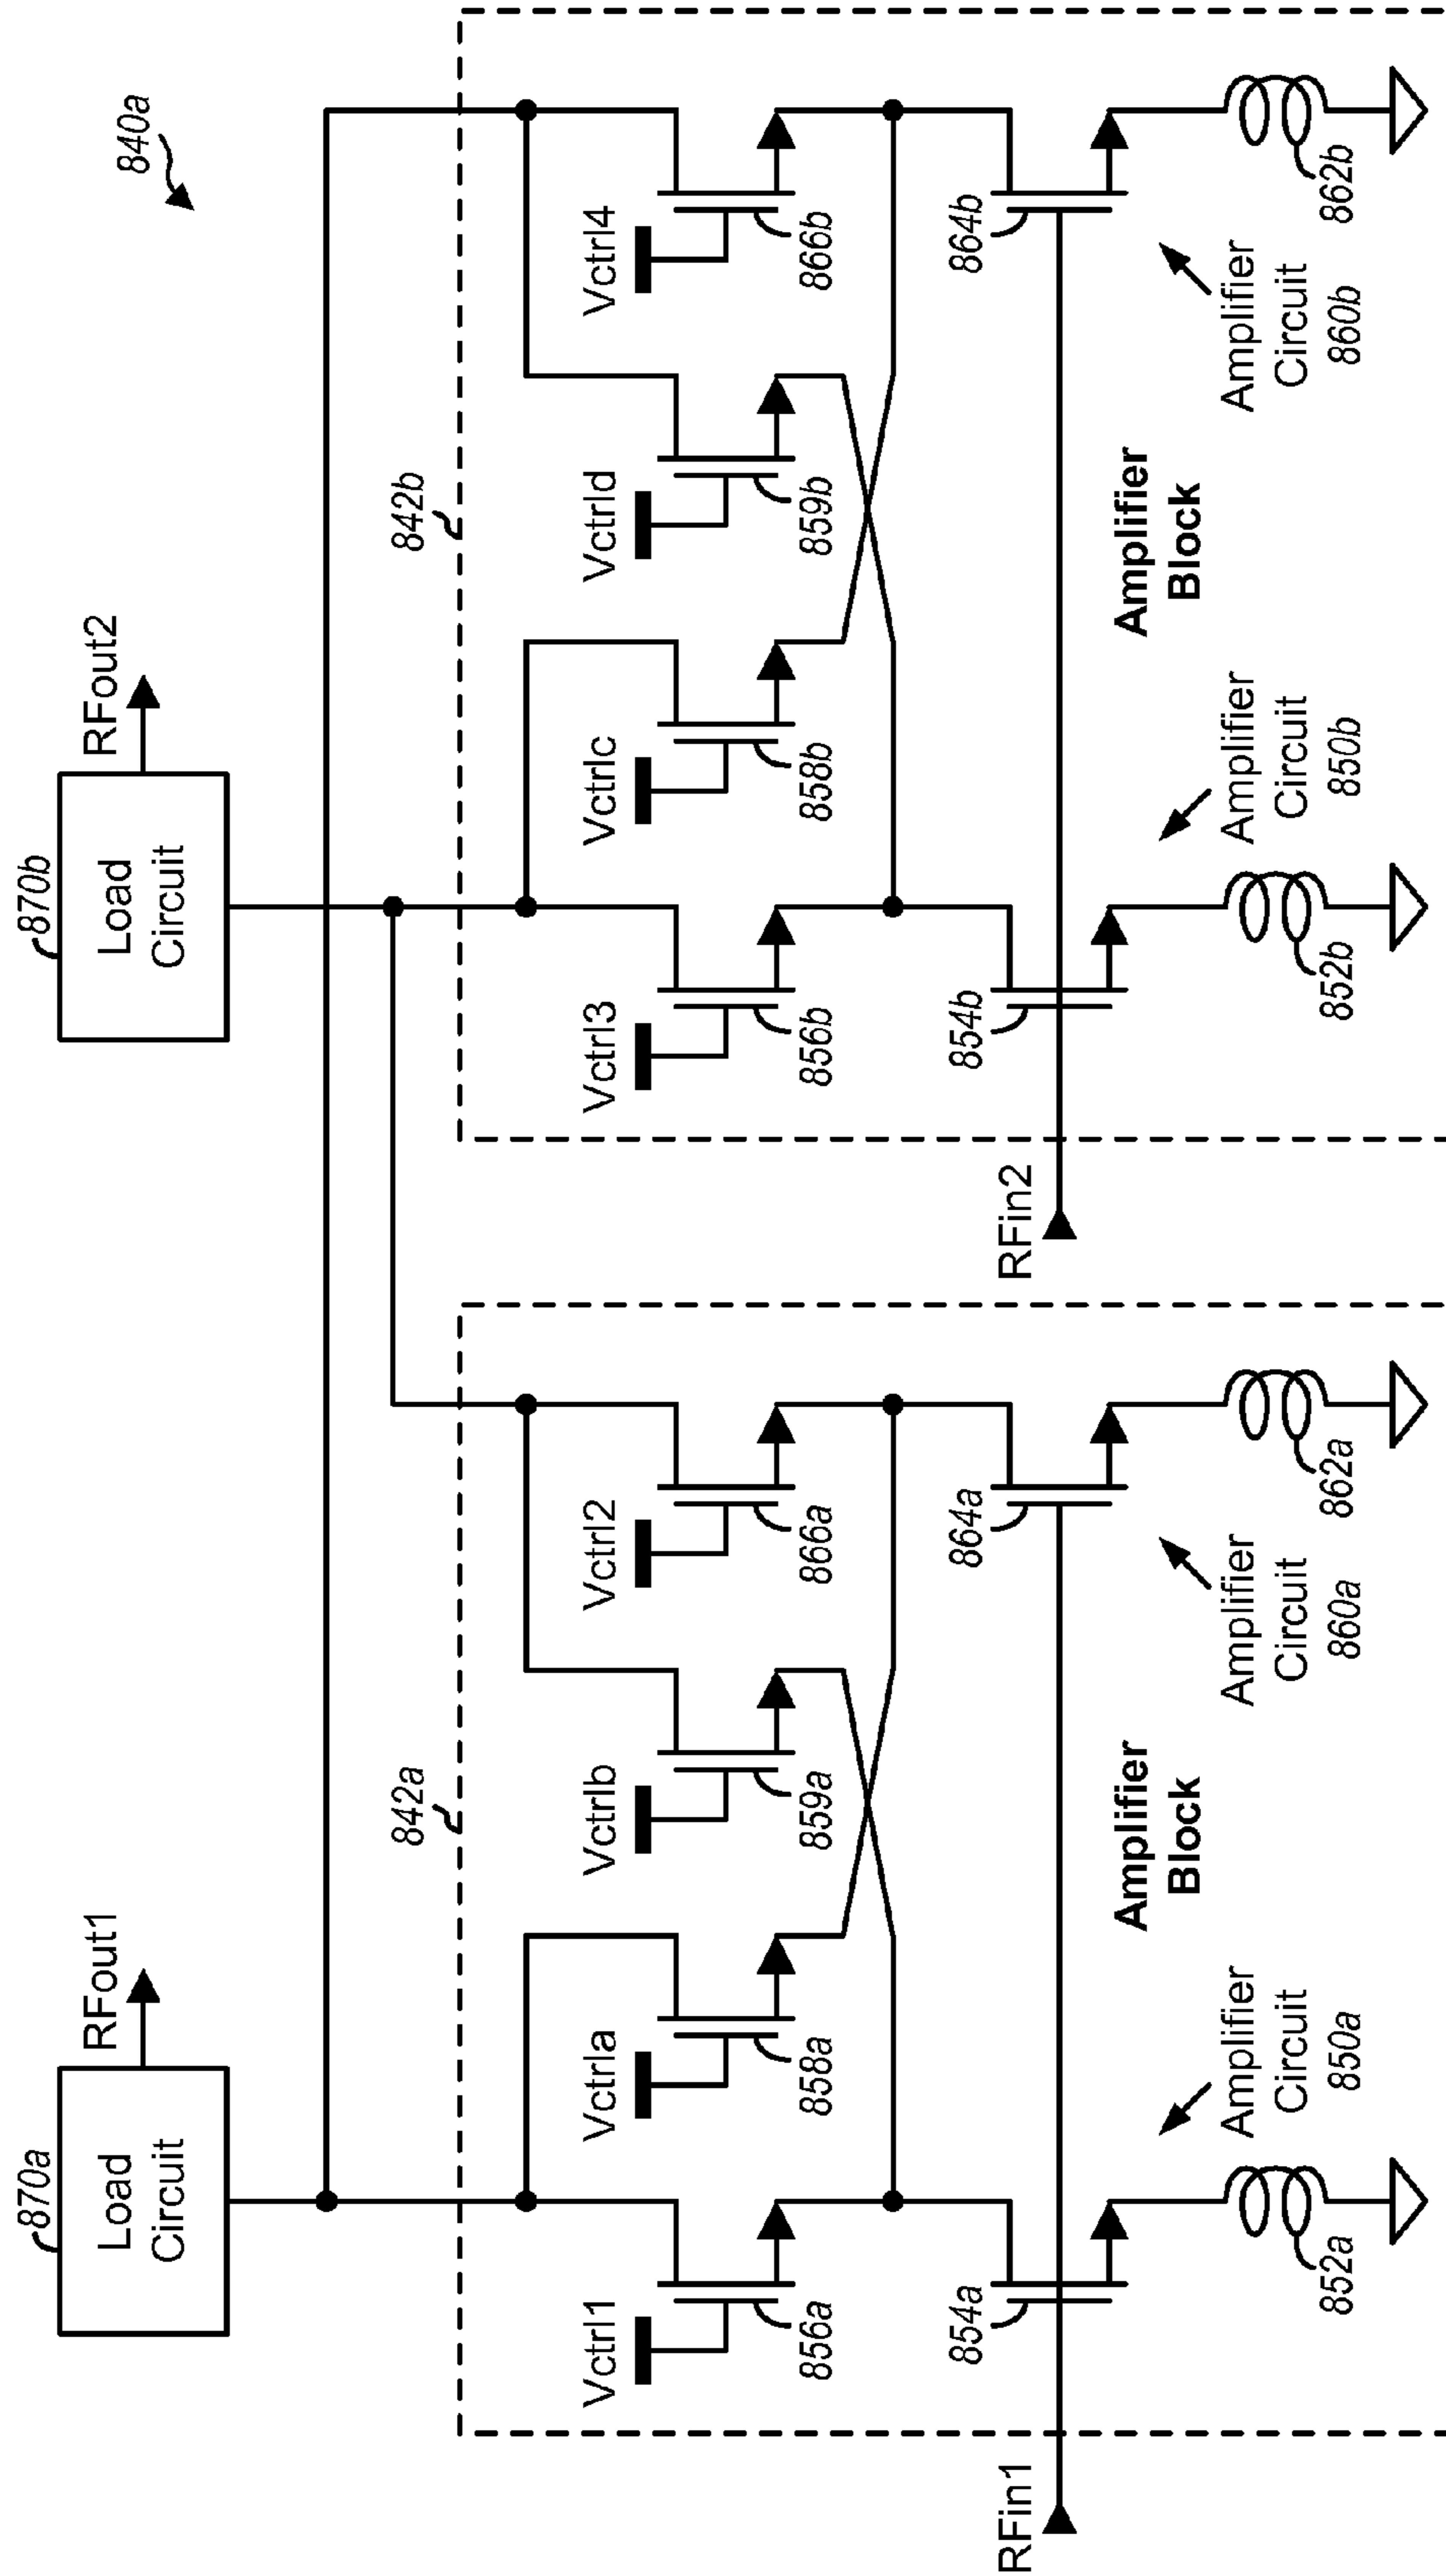 840a
870a
Load
Circuit
RFout1
870b
Load
Circuit
RFout2
842a
842b
Vctrl1
Vctrla
Vctrlb
Vctrl2
Vctrl3
Vctrlc
Vctrld
Vctrl4
856a
858a
859a
866a
856b
858b
859b
866b
854a
864a
854b
864b
RFin1
RFin2
Amplifier
Block
Amplifier
Block
Amplifier
Circuit
850a
Amplifier
Circuit
860a
Amplifier
Circuit
850b
Amplifier
Circuit
860b
852a
862a
852b
862b